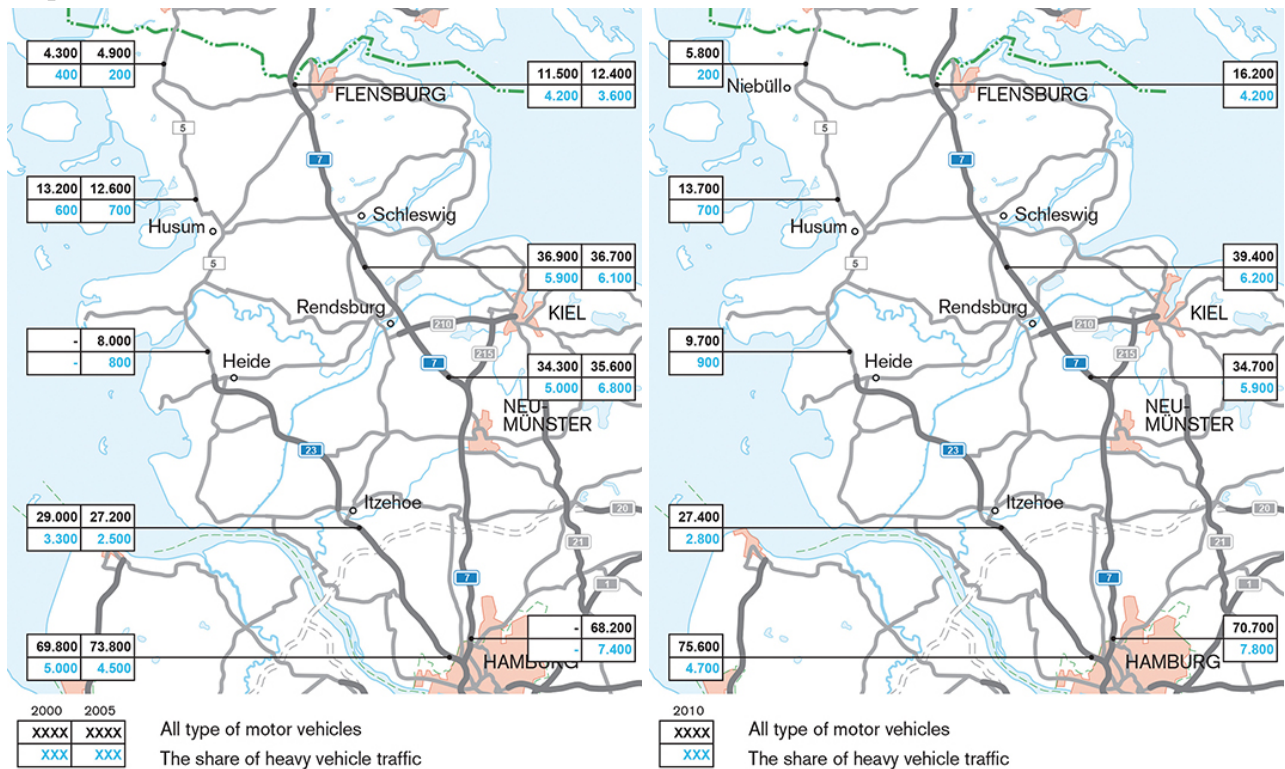 4.300 4.900
400 200
11.500 12.400
4.200 3.600
FLENSBURG
5
7
13.200 12.600
600 700
Schleswig
Husum
5
36.900 36.700
5.900 6.100
Rendsburg
KIEL
210
215
- 8.000
- 800
Heide
7
34.300 35.600
5.000 6.800
NEU-
MÜNSTER
23
Itzehoe
29.000 27.200
3.300 2.500
20
21
7
1
- 68.200
- 7.400
69.800 73.800
5.000 4.500
HAMBURG
2000 2005
XXXX XXXX
XXX XXX
All type of motor vehicles
The share of heavy vehicle traffic
5.800
200
Niebüll
16.200
4.200
FLENSBURG
5
7
13.700
700
Schleswig
Husum
5
39.400
6.200
Rendsburg
KIEL
210
215
9.700
900
Heide
7
34.700
5.900
NEU-
MÜNSTER
23
Itzehoe
27.400
2.800
20
21
7
1
70.700
7.800
75.600
4.700
HAMBURG
2010
XXXX
XXX
All type of motor vehicles
The share of heavy vehicle traffic